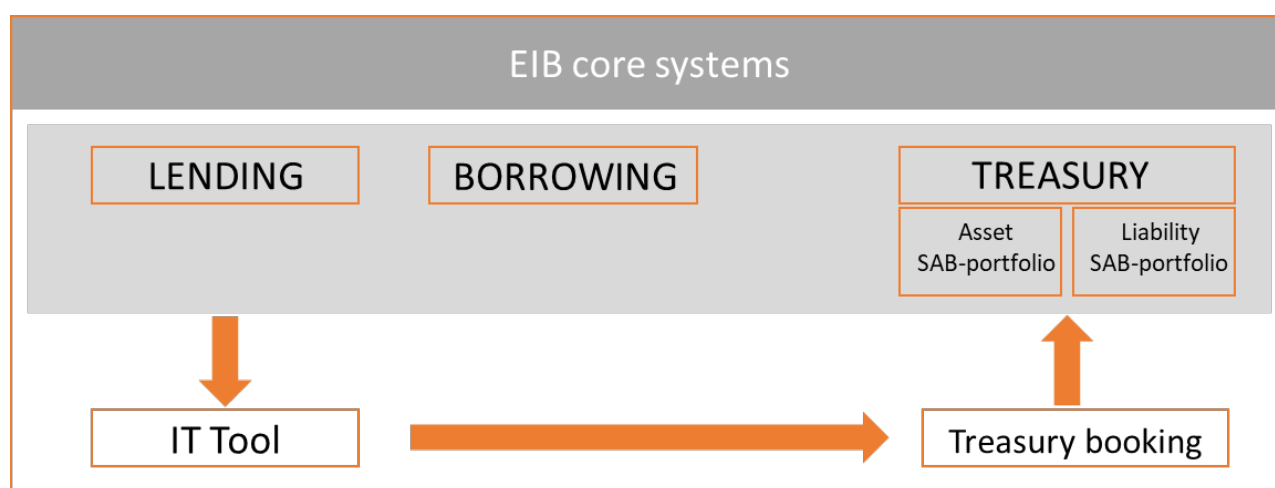 EIB core systems
LENDING
BORROWING
TREASURY
Asset
SAB-portfolio
Liability
SAB-portfolio
IT Tool
Treasury booking